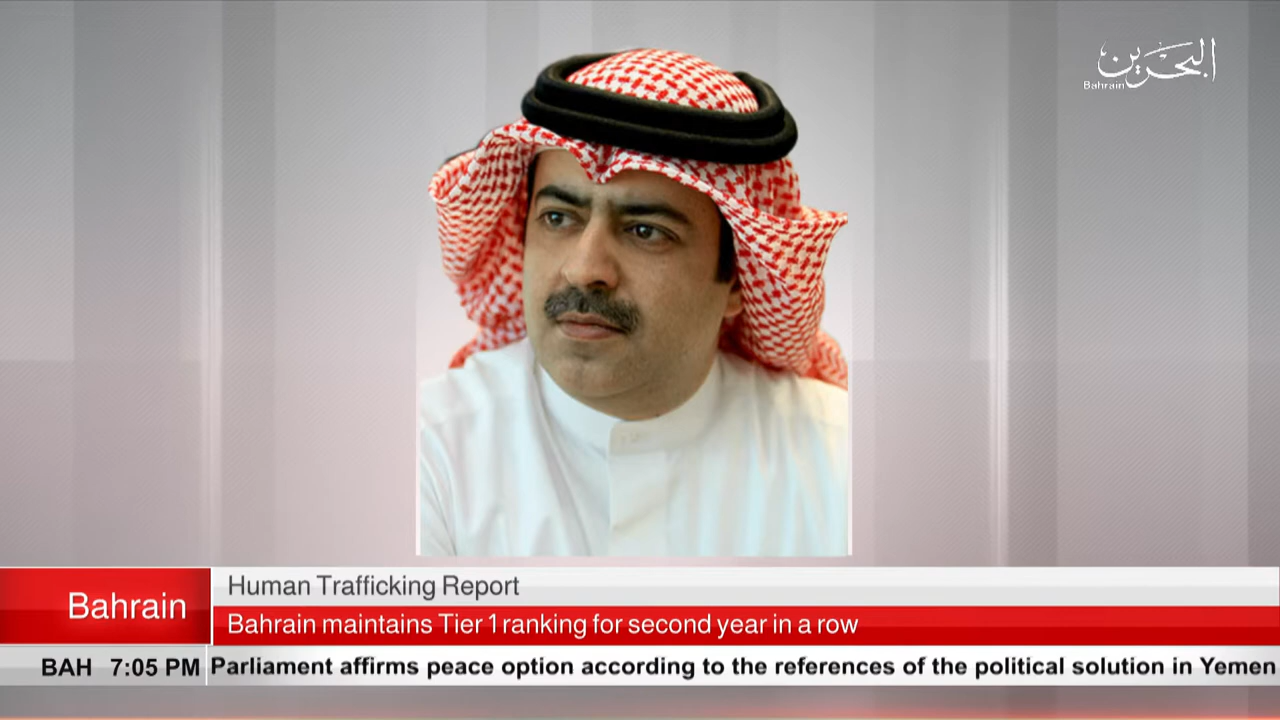 البحرين
Bahrain
Human Trafficking Report
Bahrain
Bahrain maintains Tier 1 ranking for second year in a row
BAH 7:05 PM Parliament affirms peace option according to the references of the political solution in Yemen